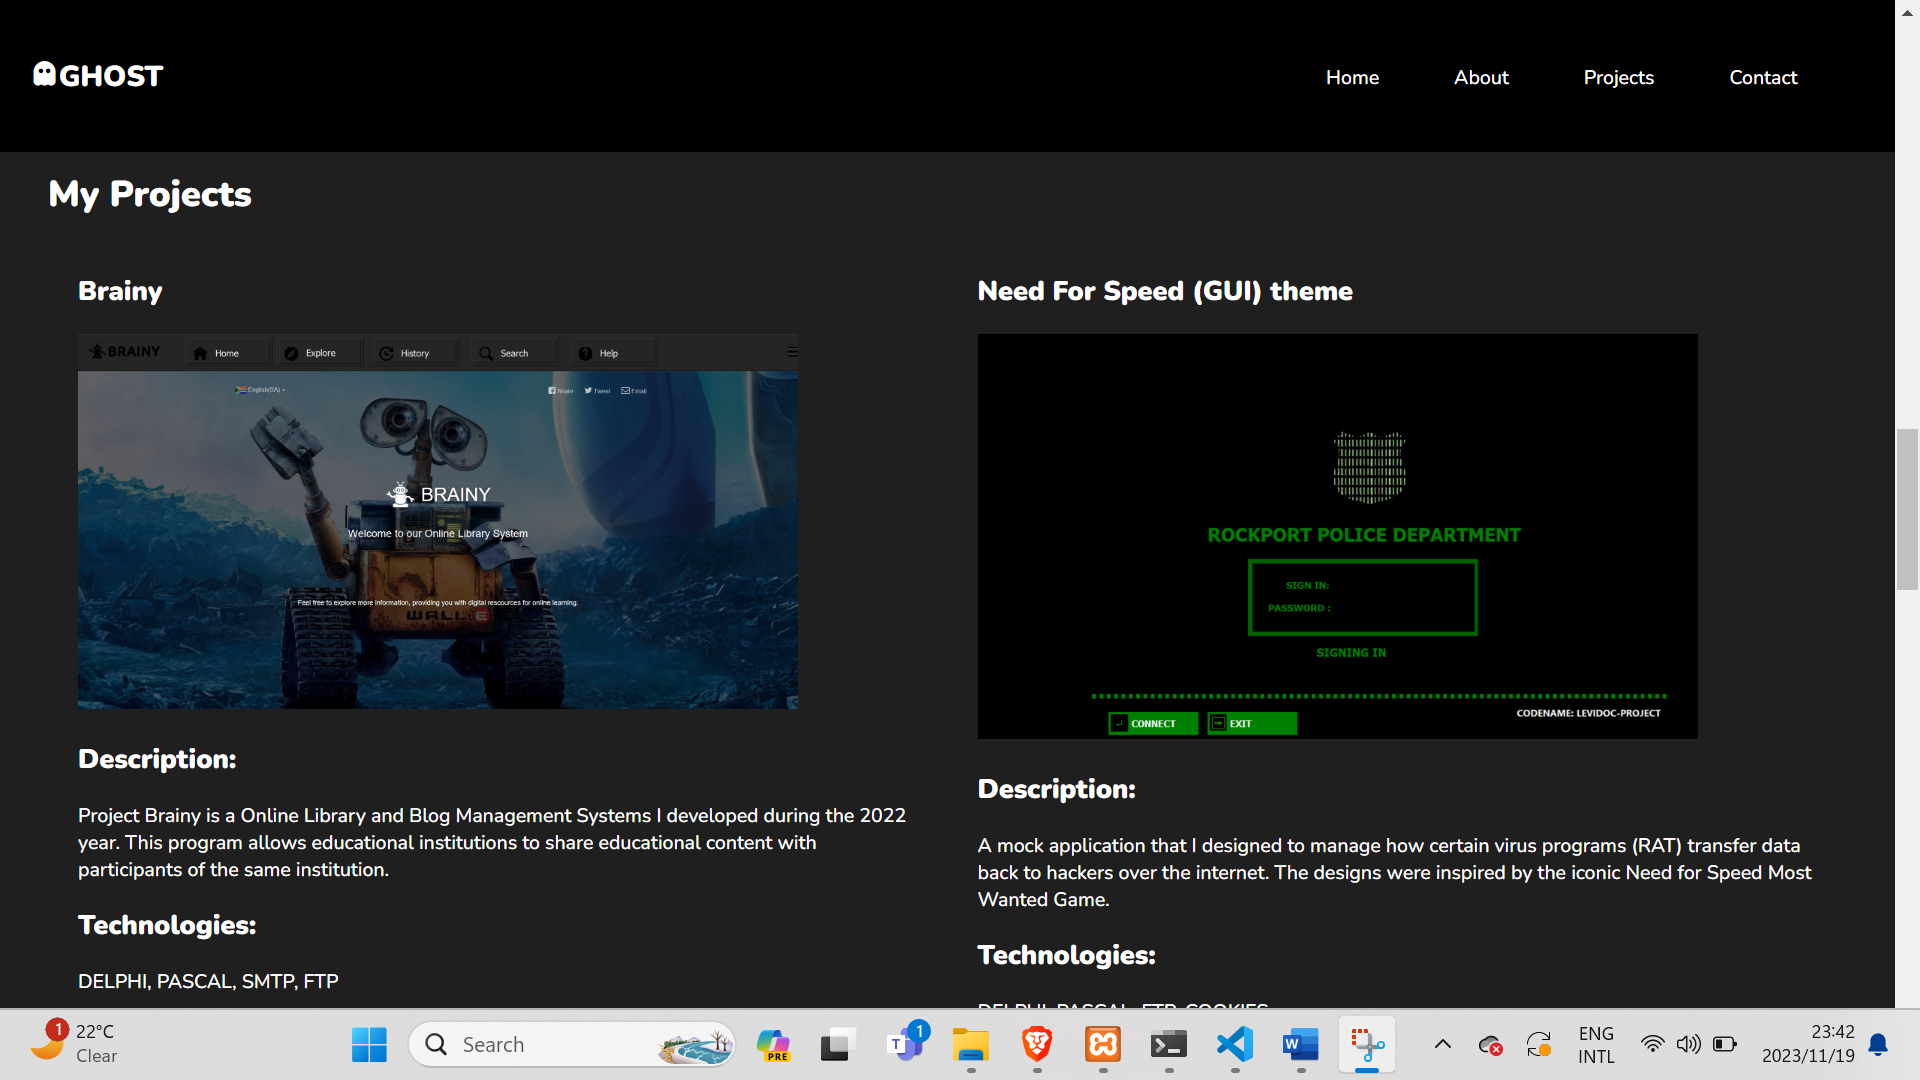 GHOST
Home
About
Projects
Contact
My Projects
Brainy
BRAINY
Home
Explore
History
Search
Help
English(SA)
Share
Tweet
Email
BRAINY
Welcome to our Online Library System
Feel free to explore more information, providing you with digital rescources for online learning.
WALL·E
Description:
Project Brainy is a Online Library and Blog Management Systems I developed during the 2022
year. This program allows educational institutions to share educational content with
participants of the same institution.
Technologies:
DELPHI, PASCAL, SMTP, FTP
Need For Speed (GUI) theme
ROCKPORT POLICE DEPARTMENT
SIGN IN:
PASSWORD :
SIGNING IN
CODENAME: LEVIDOC-PROJECT
CONNECT
EXIT
Description:
A mock application that I designed to manage how certain virus programs (RAT) transfer data
back to hackers over the internet. The designs were inspired by the iconic Need for Speed Most
Wanted Game.
Technologies:
DELPHI, PASCAL, FTP, COOKIES
1
22°C
Clear
Search
PRE
T
1
W
ENG
INTL
23:42
2023/11/19